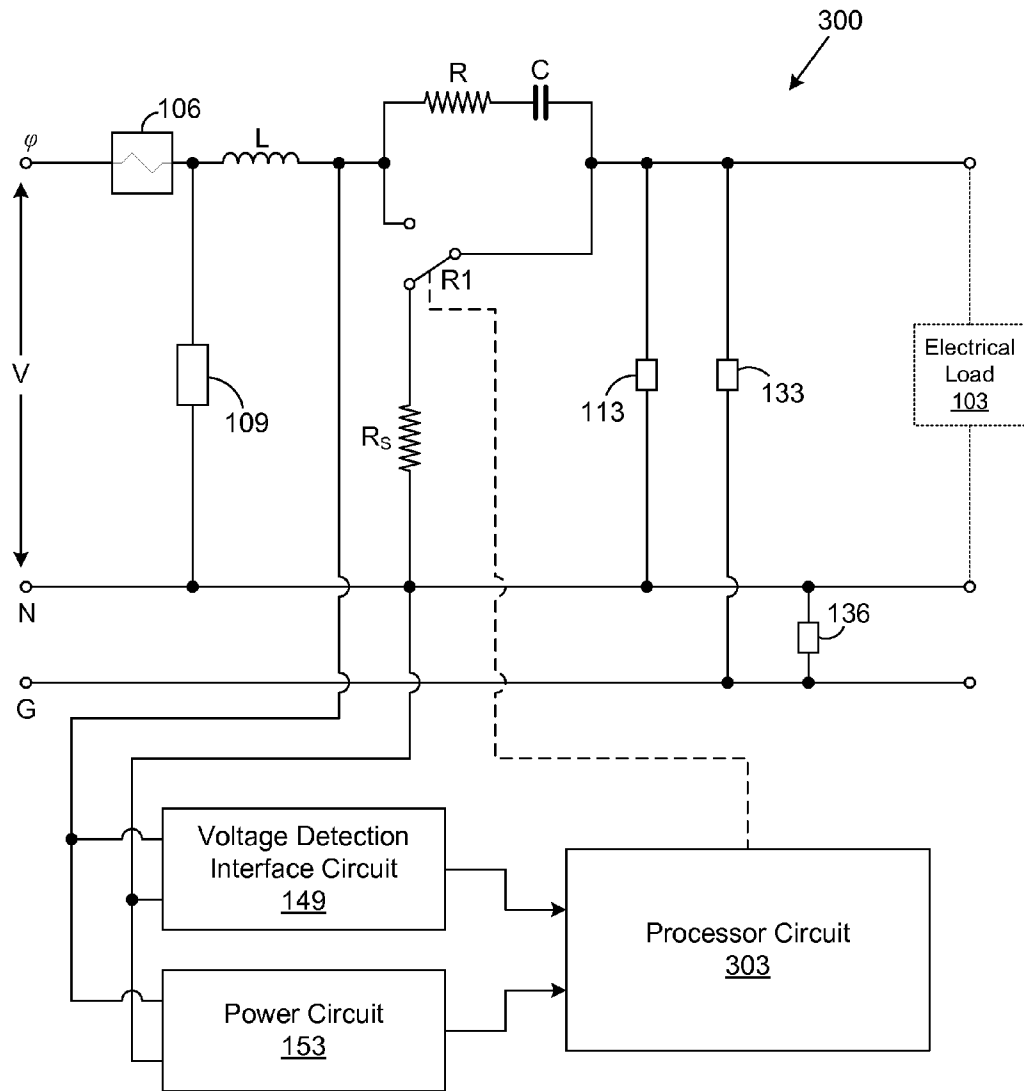 300
R
C
106
φ
L
R1
V
109
RS
113
133
Electrical
Load
103
N
136
G
Voltage Detection
Interface Circuit
149
Processor Circuit
303
Power Circuit
153